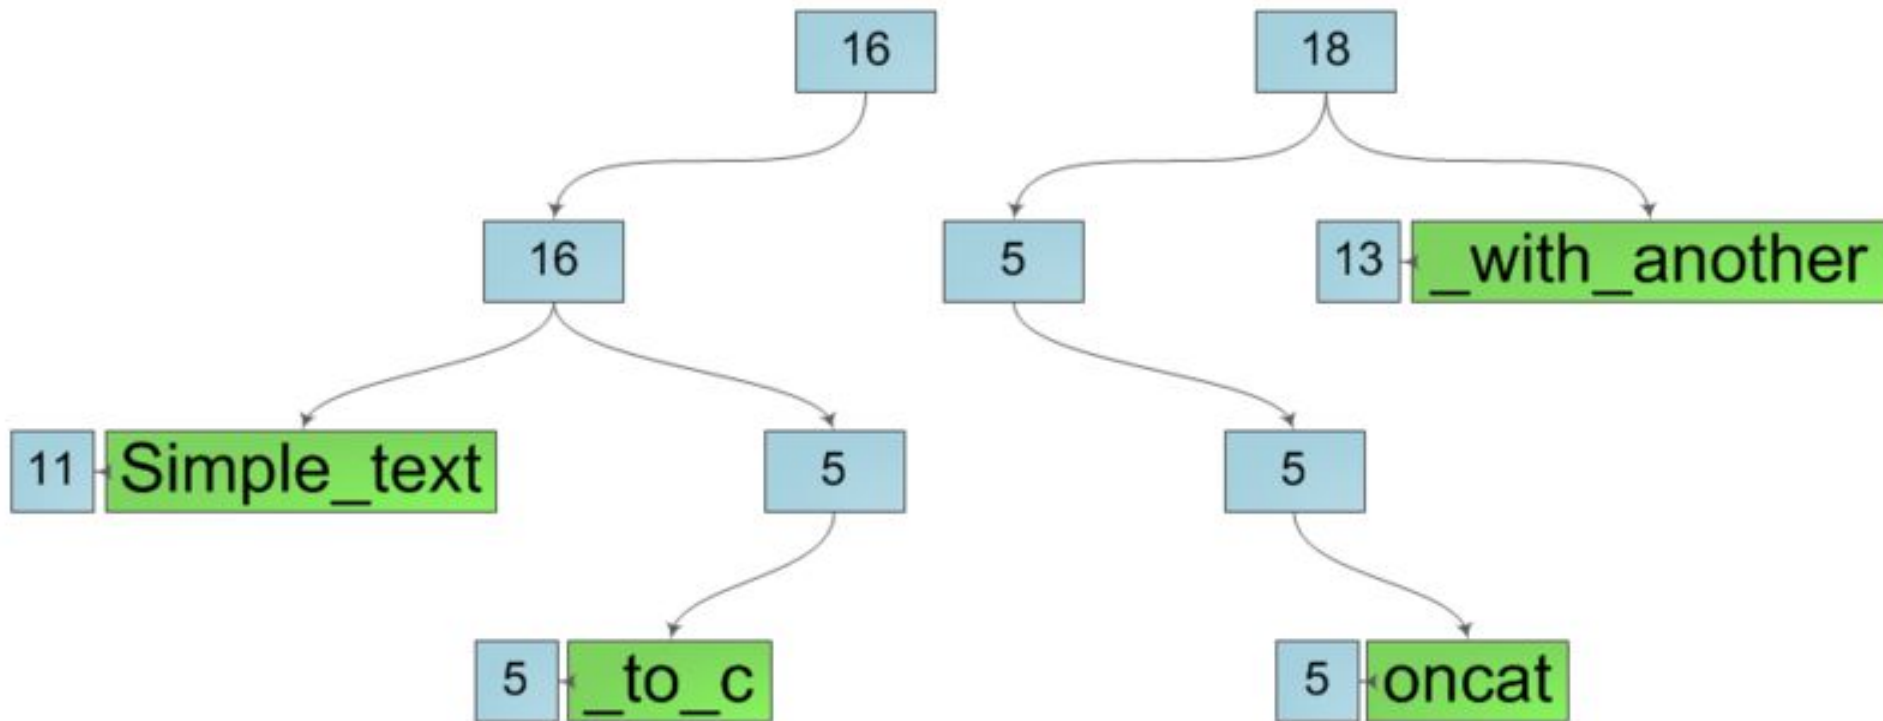 16 18
16 5 13 _with_another
11 Simple_text 5 5
5 _to_c 5 oncat